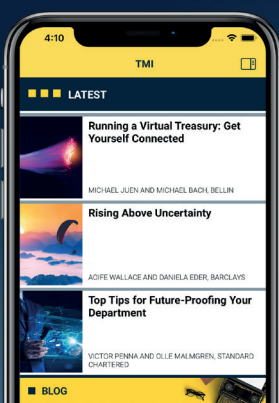 4:10
TMI
LATEST
Running a Virtual Treasury: Get
Yourself Connected
MICHAEL JUEN AND MICHAEL BACH, BELLIN
Rising Above Uncertainty
AOIFE WALLACE AND DANIELA EDER, BARCLAYS
Top Tips for Future-Proofing Your
Department
VICTOR PENNA AND OLLE MALMGREN, STANDARD
CHARTERED
BLOG